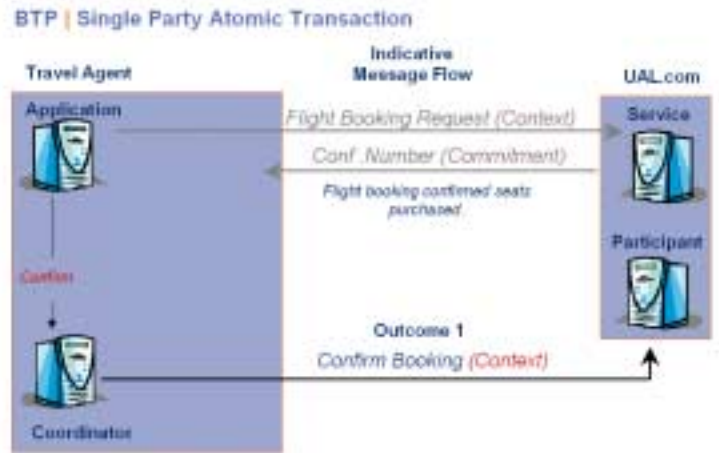 BTP | Single Party Atomic Transaction
Indicative
Message Flow
Travel Agent
UAL.com
Application
Service
Flight Booking Request (Context)
Conf .Number (Commitment)
Flight booking confirmed seats
purchased.
Participant
Confirm
Outcome 1
Confirm Booking (Context)
Coordinator